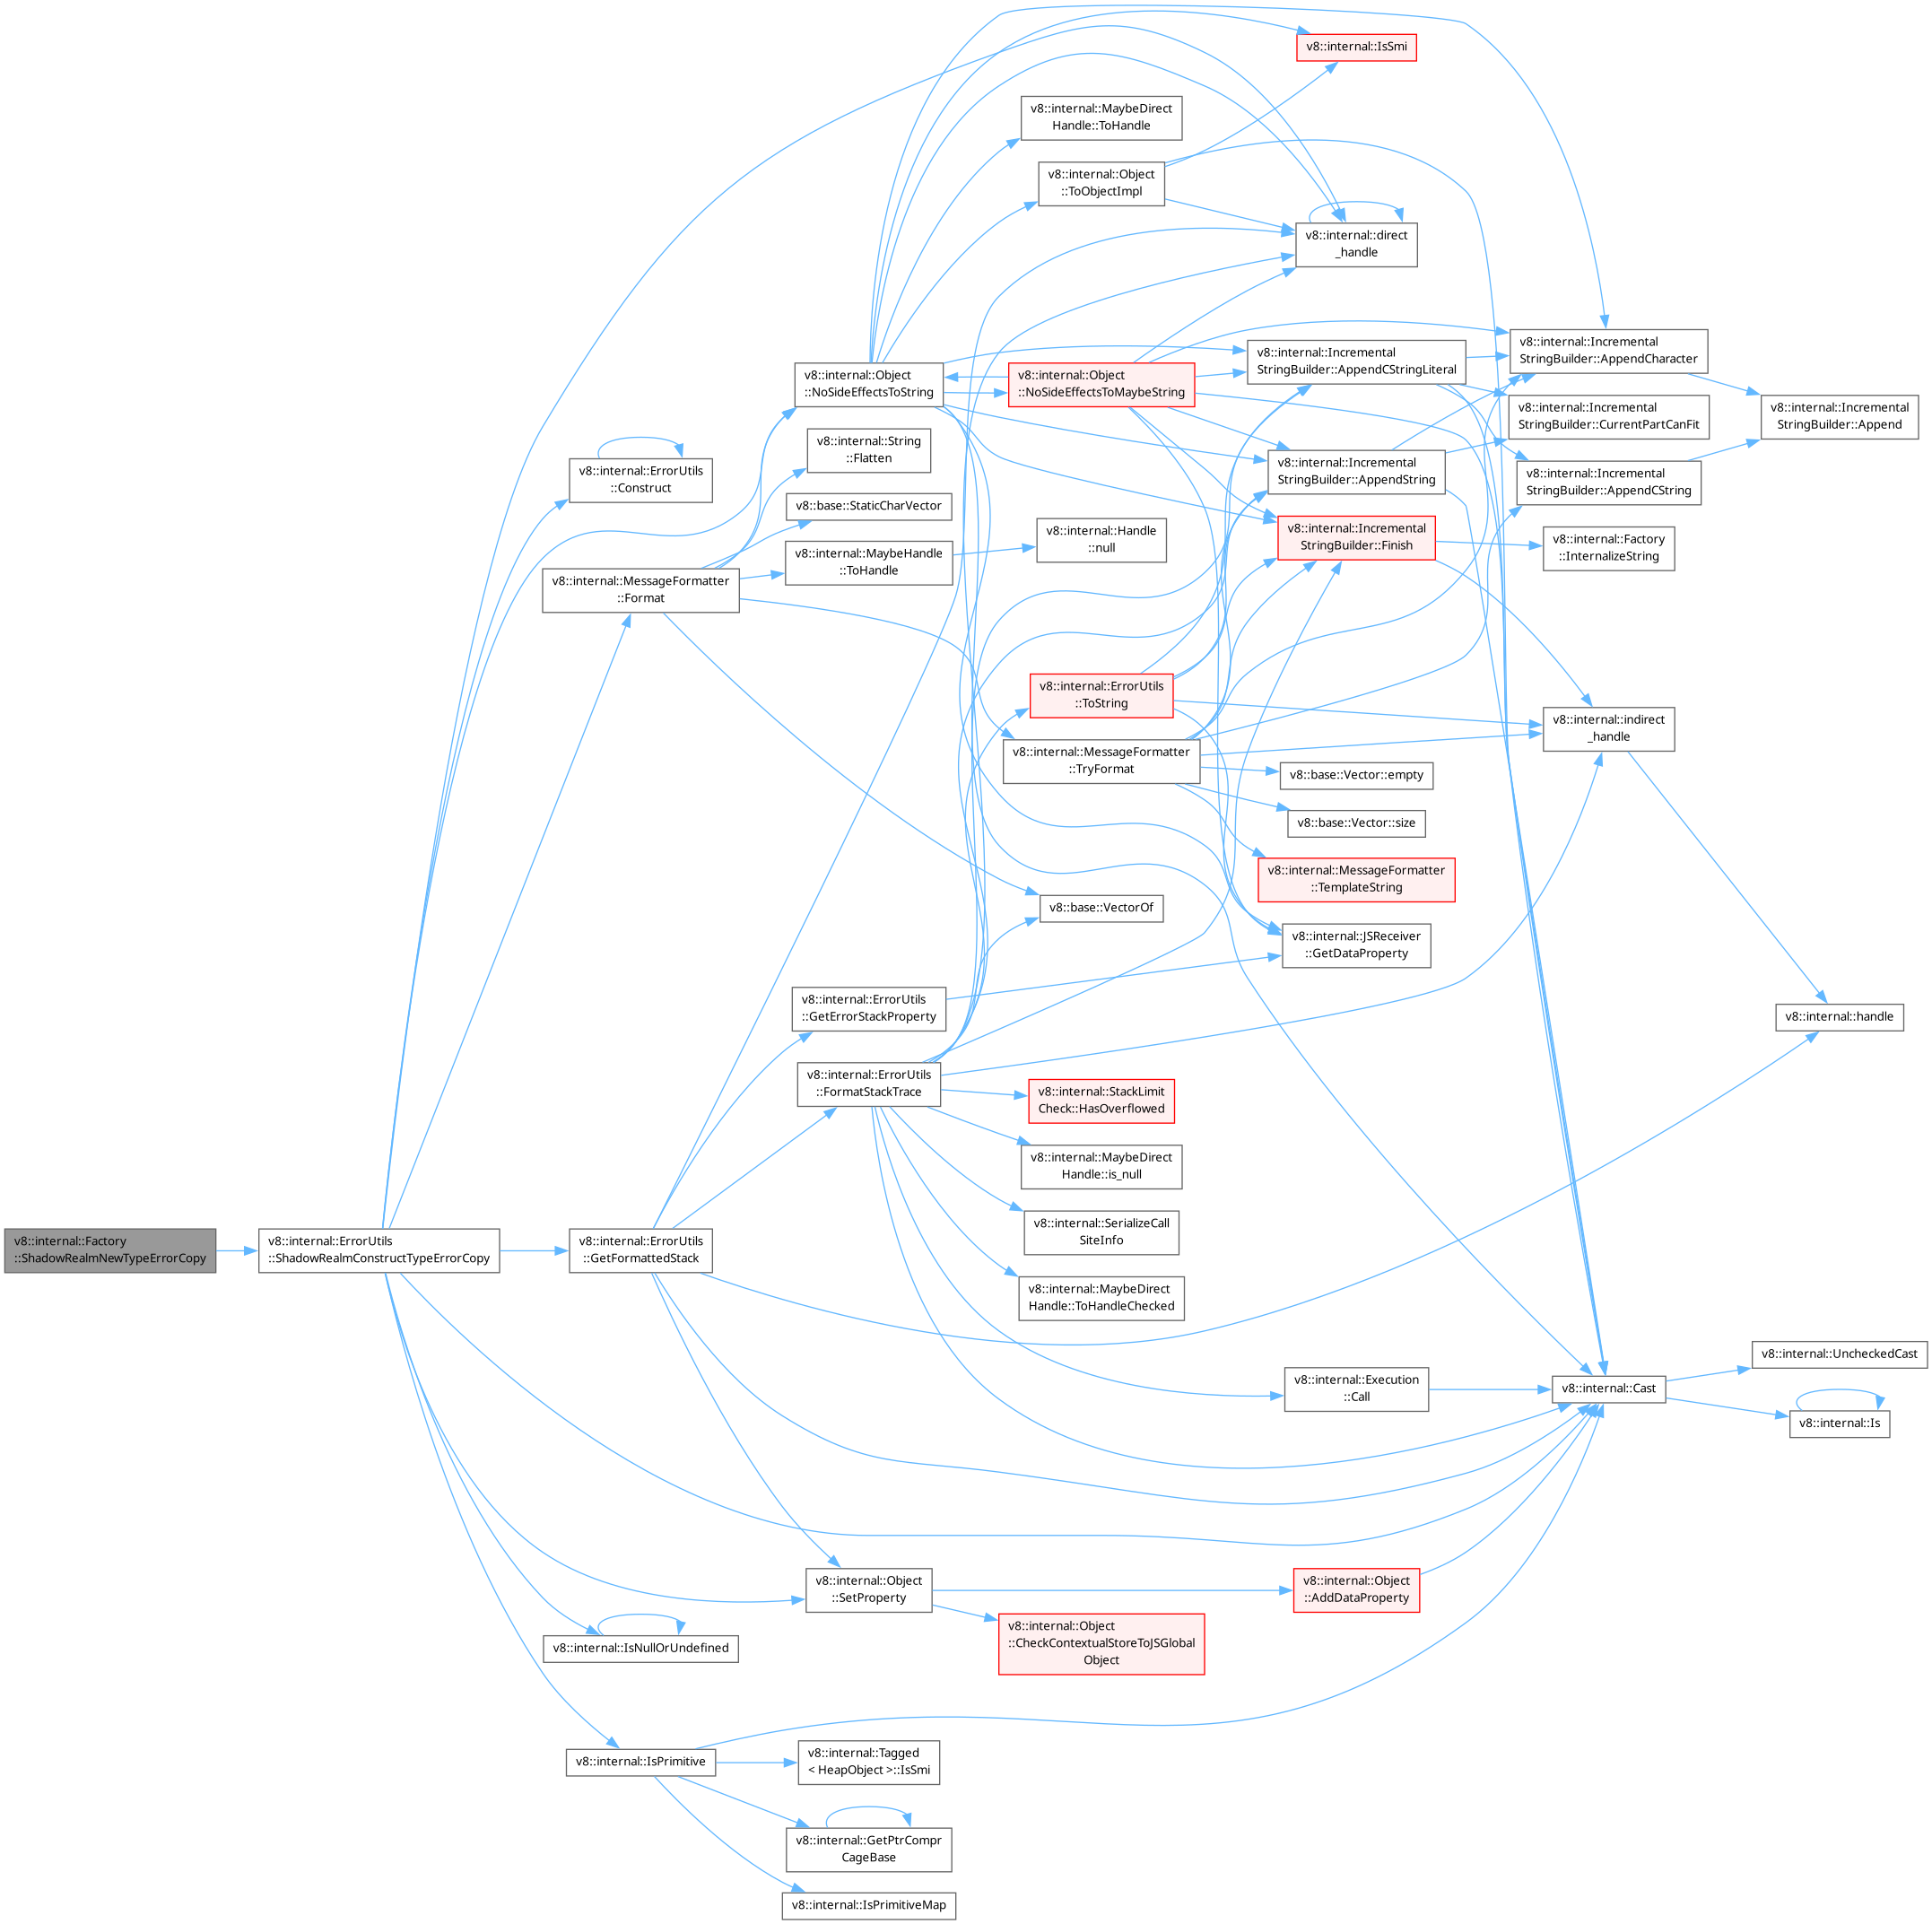 v8::internal::Factory
::ShadowRealmNewTypeErrorCopy
v8::internal::ErrorUtils
::ShadowRealmConstructTypeErrorCopy
v8::internal::ErrorUtils
::Construct
v8::internal::MessageFormatter
::Format
v8::internal::ErrorUtils
::GetFormattedStack
v8::internal::IsNullOrUndefined
v8::internal::IsPrimitive
v8::internal::Object
::NoSideEffectsToString
v8::internal::String
::Flatten
v8::base::StaticCharVector
v8::internal::MaybeHandle
::ToHandle
v8::internal::ErrorUtils
::GetErrorStackProperty
v8::internal::ErrorUtils
::FormatStackTrace
v8::internal::Object
::SetProperty
v8::internal::Tagged
< HeapObject >::IsSmi
v8::internal::GetPtrCompr
CageBase
v8::internal::IsPrimitiveMap
v8::internal::MaybeDirect
Handle::ToHandle
v8::internal::Object
::ToObjectImpl
v8::internal::Object
::NoSideEffectsToMaybeString
v8::internal::Handle
::null
v8::internal::ErrorUtils
::ToString
v8::internal::MessageFormatter
::TryFormat
v8::base::VectorOf
v8::internal::StackLimit
Check::HasOverflowed
v8::internal::MaybeDirect
Handle::is_null
v8::internal::SerializeCall
SiteInfo
v8::internal::MaybeDirect
Handle::ToHandleChecked
v8::internal::Object
::CheckContextualStoreToJSGlobal
Object
v8::internal::IsSmi
v8::internal::direct
_handle
v8::internal::Incremental
StringBuilder::AppendCStringLiteral
v8::internal::Incremental
StringBuilder::AppendString
v8::internal::Incremental
StringBuilder::Finish
v8::base::Vector::empty
v8::base::Vector::size
v8::internal::MessageFormatter
::TemplateString
v8::internal::JSReceiver
::GetDataProperty
v8::internal::Execution
::Call
v8::internal::Object
::AddDataProperty
v8::internal::Incremental
StringBuilder::AppendCharacter
v8::internal::Incremental
StringBuilder::CurrentPartCanFit
v8::internal::Incremental
StringBuilder::AppendCString
v8::internal::Factory
::InternalizeString
v8::internal::indirect
_handle
v8::internal::Cast
v8::internal::Incremental
StringBuilder::Append
v8::internal::handle
v8::internal::UncheckedCast
v8::internal::Is